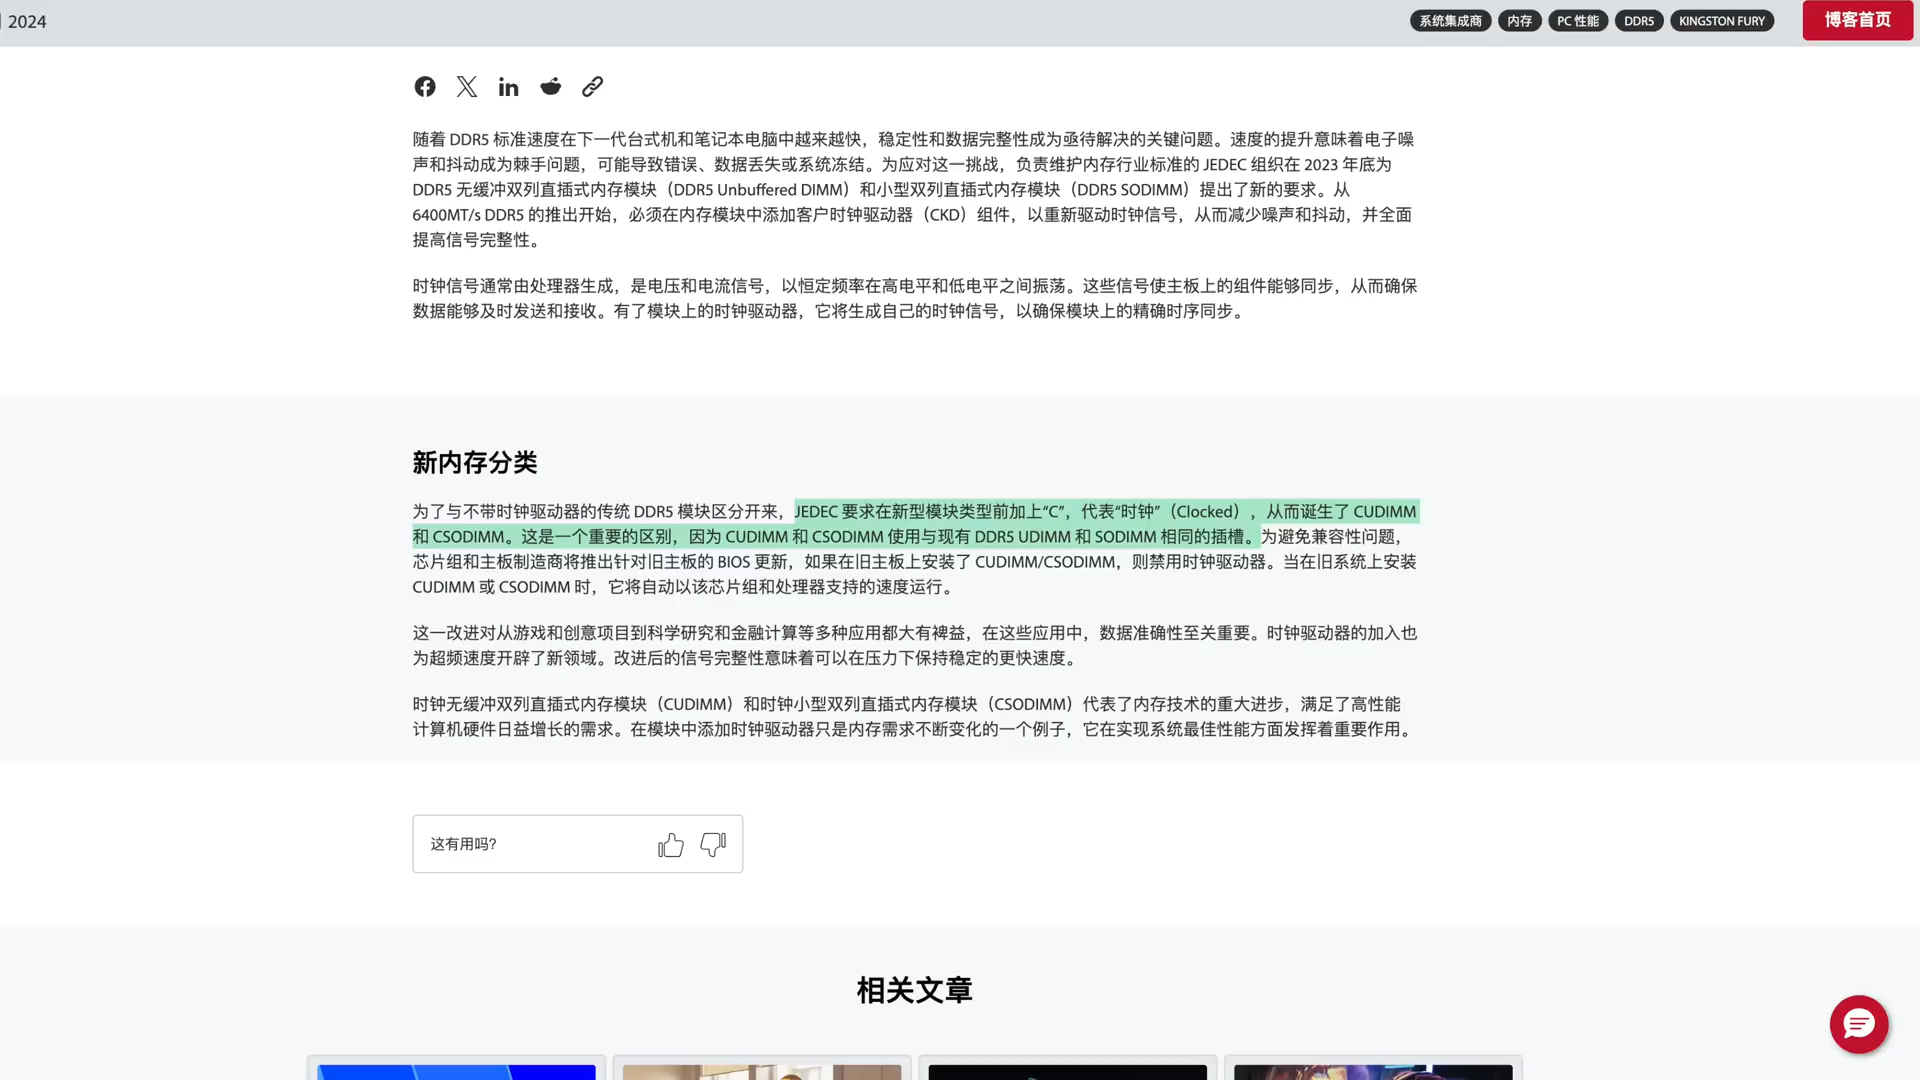 2024
系统集成商 内存 PC 性能 DDR5 KINGSTON FURY 博客首页
随着 DDR5 标准速度在下一代台式机和笔记本电脑中越来越快，稳定性和数据完整性成为亟待解决的关键问题。速度的提升意味着电子噪
声和抖动成为棘手问题，可能导致错误、数据丢失或系统冻结。为应对这一挑战，负责维护内存行业标准的 JEDEC 组织在 2023 年底为
DDR5 无缓冲双列直插式内存模块（DDR5 Unbuffered DIMM）和小型双列直插式内存模块（DDR5 SODIMM）提出了新的要求。从
6400MT/s DDR5 的推出开始，必须在内存模块中添加客户时钟驱动器（CKD）组件，以重新驱动时钟信号，从而减少噪声和抖动，并全面
提高信号完整性。
时钟信号通常由处理器生成，是电压和电流信号，以恒定频率在高电平和低电平之间振荡。这些信号使主板上的组件能够同步，从而确保
数据能够及时发送和接收。有了模块上的时钟驱动器，它将生成自己的时钟信号，以确保模块上的精确时序同步。
新内存分类
为了与不带时钟驱动器的传统 DDR5 模块区分开来，JEDEC 要求在新型模块类型前加上“C”，代表“时钟”（Clocked），从而诞生了 CUDIMM
和 CSODIMM。这是一个重要的区别，因为 CUDIMM 和 CSODIMM 使用与现有 DDR5 UDIMM 和 SODIMM 相同的插槽。为避免兼容性问题，
芯片组和主板制造商将推出针对旧主板的 BIOS 更新，如果在旧主板上安装了 CUDIMM/CSODIMM，则禁用时钟驱动器。当在旧系统上安装
CUDIMM 或 CSODIMM 时，它将自动以该芯片组和处理器支持的速度运行。
这一改进对从游戏和创意项目到科学研究和金融计算等多种应用都大有裨益，在这些应用中，数据准确性至关重要。时钟驱动器的加入也
为超频速度开辟了新领域。改进后的信号完整性意味着可以在压力下保持稳定的更快速度。
时钟无缓冲双列直插式内存模块（CUDIMM）和时钟小型双列直插式内存模块（CSODIMM）代表了内存技术的重大进步，满足了高性能
计算机硬件日益增长的需求。在模块中添加时钟驱动器只是内存需求不断变化的一个例子，它在实现系统最佳性能方面发挥着重要作用。
这有用吗?
相关文章